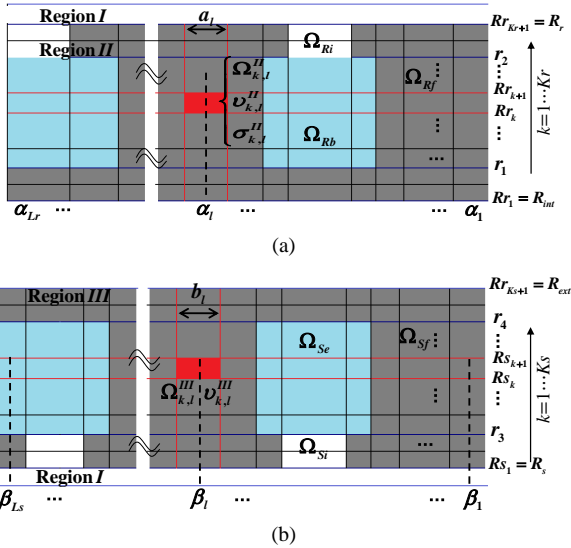 Region I
Region II
a_l
Ω_{Ri}
Rr_{Kr+1} = R_r
Ω^{II}_{k,l}
υ^{II}_{k,l}
σ^{II}_{k,l}
Ω_{Rf}
Ω_{Rb}
r_2
⋮
Rr_{k+1}
Rr_k
⋮
r_1
Rr_1 = R_{int}
k=1···Kr
⋮
⋮
···
α_{Lr} ··· α_l ··· α_1
(a)
Region III
b_l
Rr_{Ks+1} = R_{ext}
Ω_{Se}
Ω_{Sf}
r_4
⋮
Rs_{k+1}
Rs_k
⋮
Ω^{III}_{k,l} υ^{III}_{k,l}
r_3
Ω_{Si}
Rs_1 = R_s
k=1···Ks
⋮
⋮
···
Region I
β_{Ls} ··· β_l ··· ··· β_1
(b)